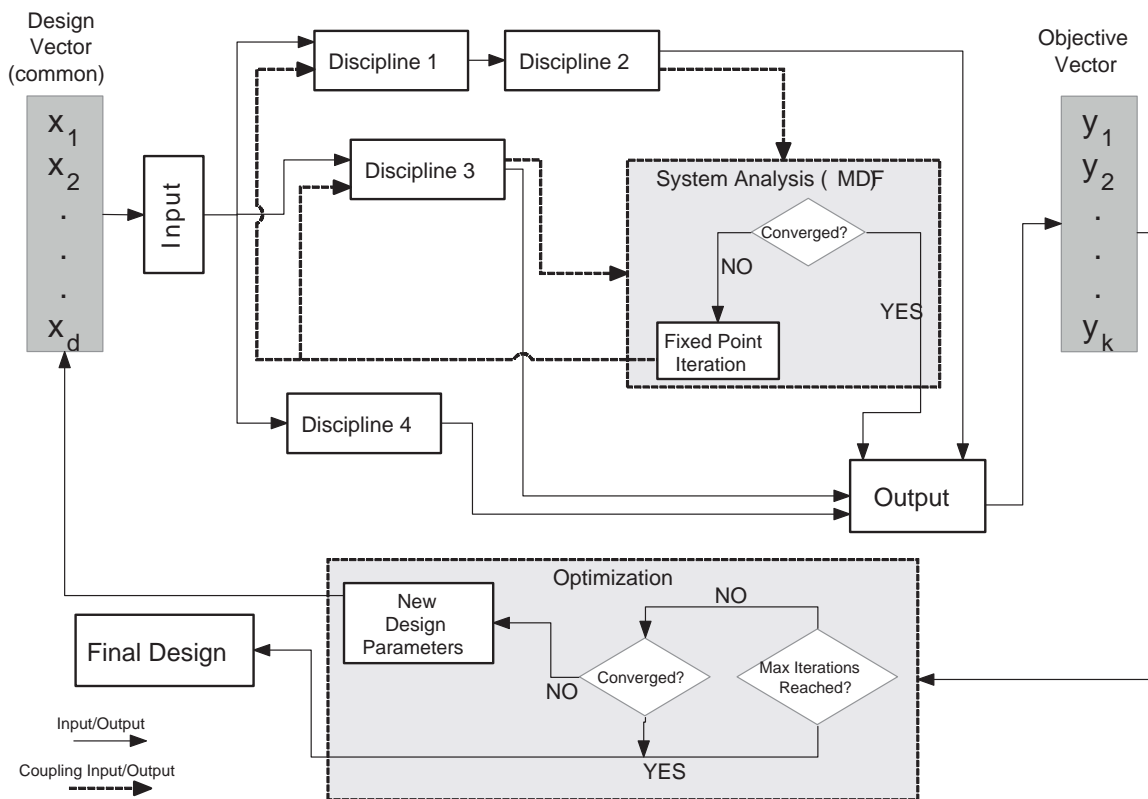 Design
Vector
(common)
x1
x2
.
.
.
xd
Input
Discipline 1
Discipline 2
Discipline 3
System Analysis ( MDF)
Converged?
NO
YES
Fixed Point
Iteration
Discipline 4
Output
Objective
Vector
y1
y2
.
.
.
yk
Optimization
New
Design
Parameters
NO
Converged?
NO
Max Iterations
Reached?
YES
Final Design
Input/Output
Coupling Input/Output